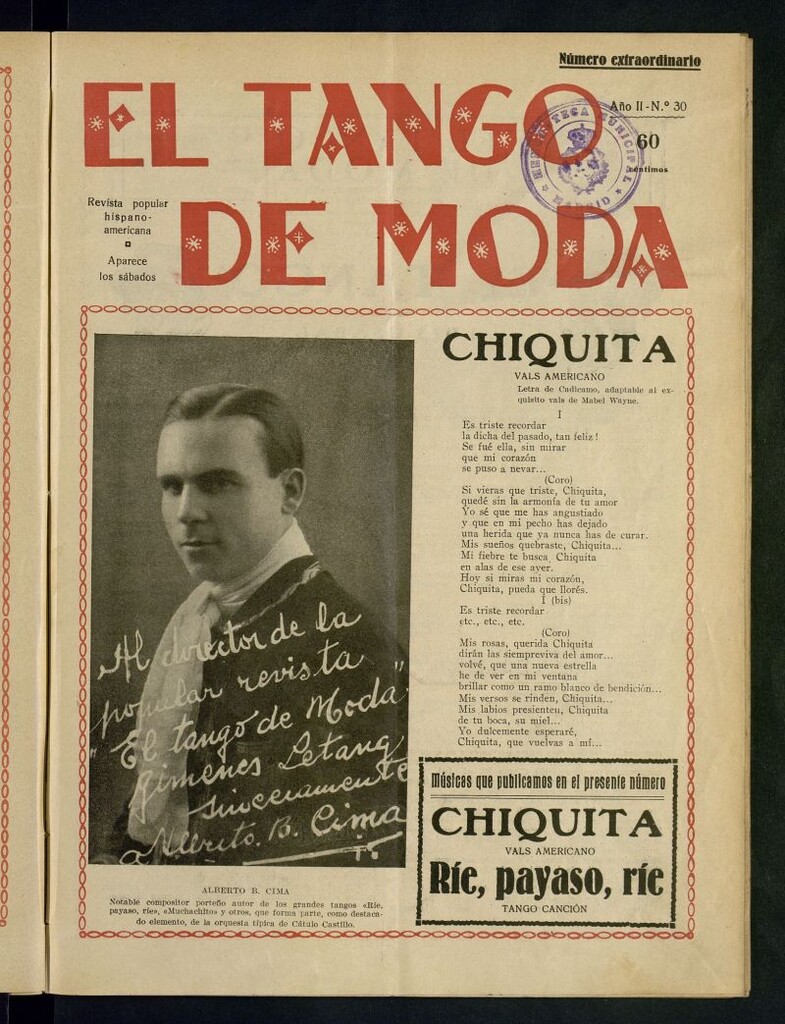 Número extraordinario
EL TANGO
DE MODA
Año II - N.º 30
60
céntimos
HEMEROTECA MUNICIPAL
MADRID
Revista popular
hispano-
americana
Aparece
los sábados
Al director de la
popular revista
"El tango de Moda"
Gimenes Letang
sinceramente
Alberto. B. Cima
ALBERTO B. CIMA
Notable compositor porteño autor de los grandes tangos «Ríe,
payaso, ríe», «Muchachito» y otros, que forma parte, como destaca-
do elemento, de la orquesta típica de Cátulo Castillo.
CHIQUITA
VALS AMERICANO
Letra de Cadícamo, adaptable al ex-
quisito vals de Mabel Wayne.
I
Es triste recordar
la dicha del pasado, tan feliz!
Se fué ella, sin mirar
que mi corazón
se puso a nevar...
(Coro)
Si vieras que triste, Chiquita,
quedé sin la armonía de tu amor
Yo sé que me has angustiado
y que en mi pecho has dejado
una herida que ya nunca has de curar.
Mis sueños quebraste, Chiquita...
Mi fiebre te busca, Chiquita
en alas de ese ayer.
Hoy si miras mi corazón,
Chiquita, pueda que llorés.
I (bis)
Es triste recordar
etc., etc., etc.
(Coro)
Mis rosas, querida Chiquita
dirán las siempreviva del amor...
volvé, que una nueva estrella
he de ver en mi ventana
brillar como un ramo blanco de bendición...
Mis versos se rinden, Chiquita...
Mis labios presienten, Chiquita
de tu boca, su miel...
Yo dulcemente esperaré,
Chiquita, que vuelvas a mí...
Músicas que publicamos en el presente número
CHIQUITA
VALS AMERICANO
Ríe, payaso, ríe
TANGO CANCIÓN